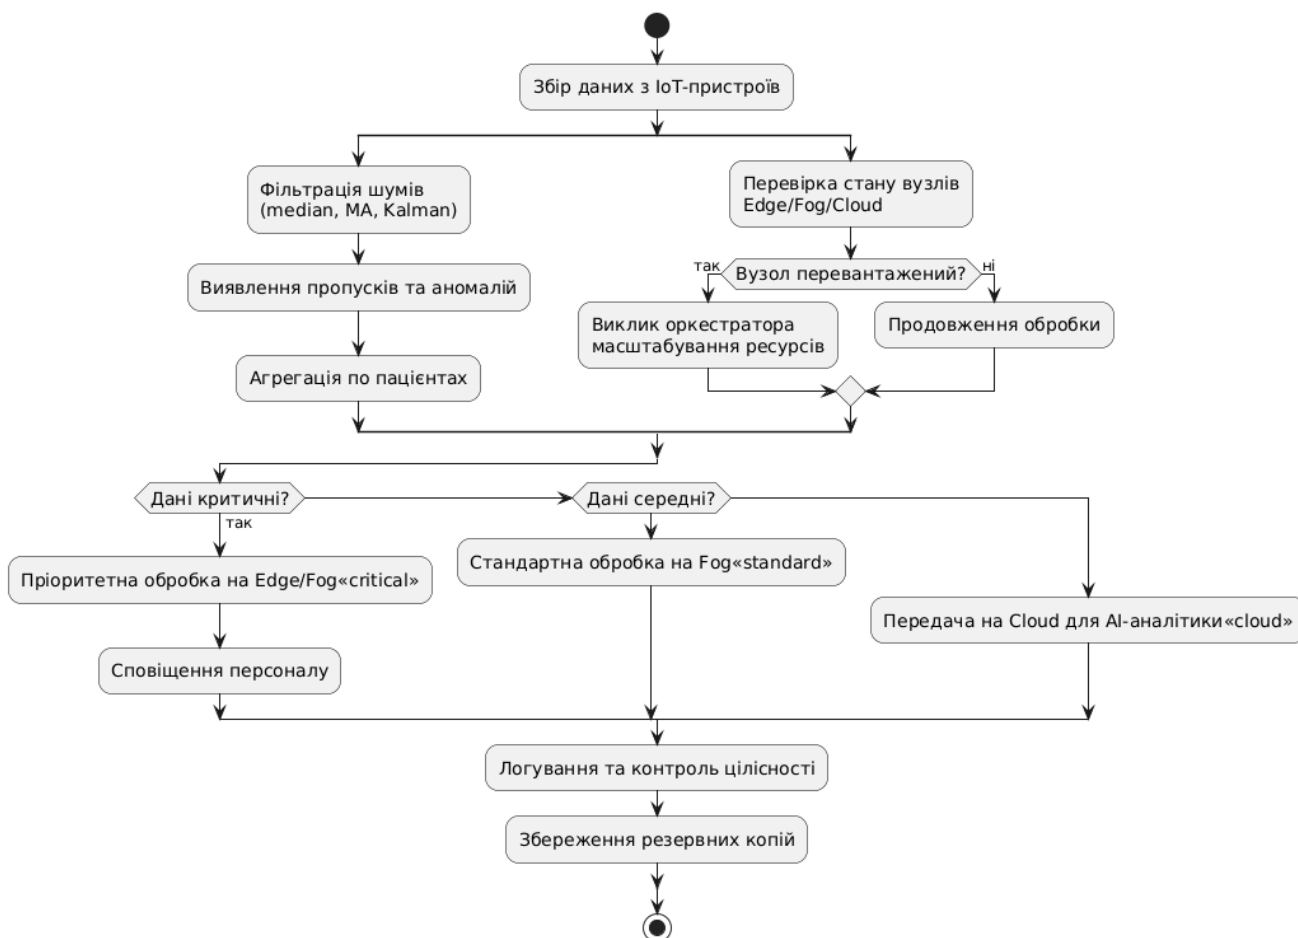 Збір даних з IoT-пристроїв
Фільтрація шумів
(median, MA, Kalman)
Виявлення пропусків та аномалій
Агрегація по пацієнтах
Перевірка стану вузлів
Edge/Fog/Cloud
так
Вузол перевантажений?
ні
Виклик оркестратора
масштабування ресурсів
Продовження обробки
Дані критичні?
так
Пріоритетна обробка на Edge/Fog«critical»
Сповіщення персоналу
Дані середні?
Стандартна обробка на Fog«standard»
Передача на Cloud для AI-аналітики«cloud»
Логування та контроль цілісності
Збереження резервних копій